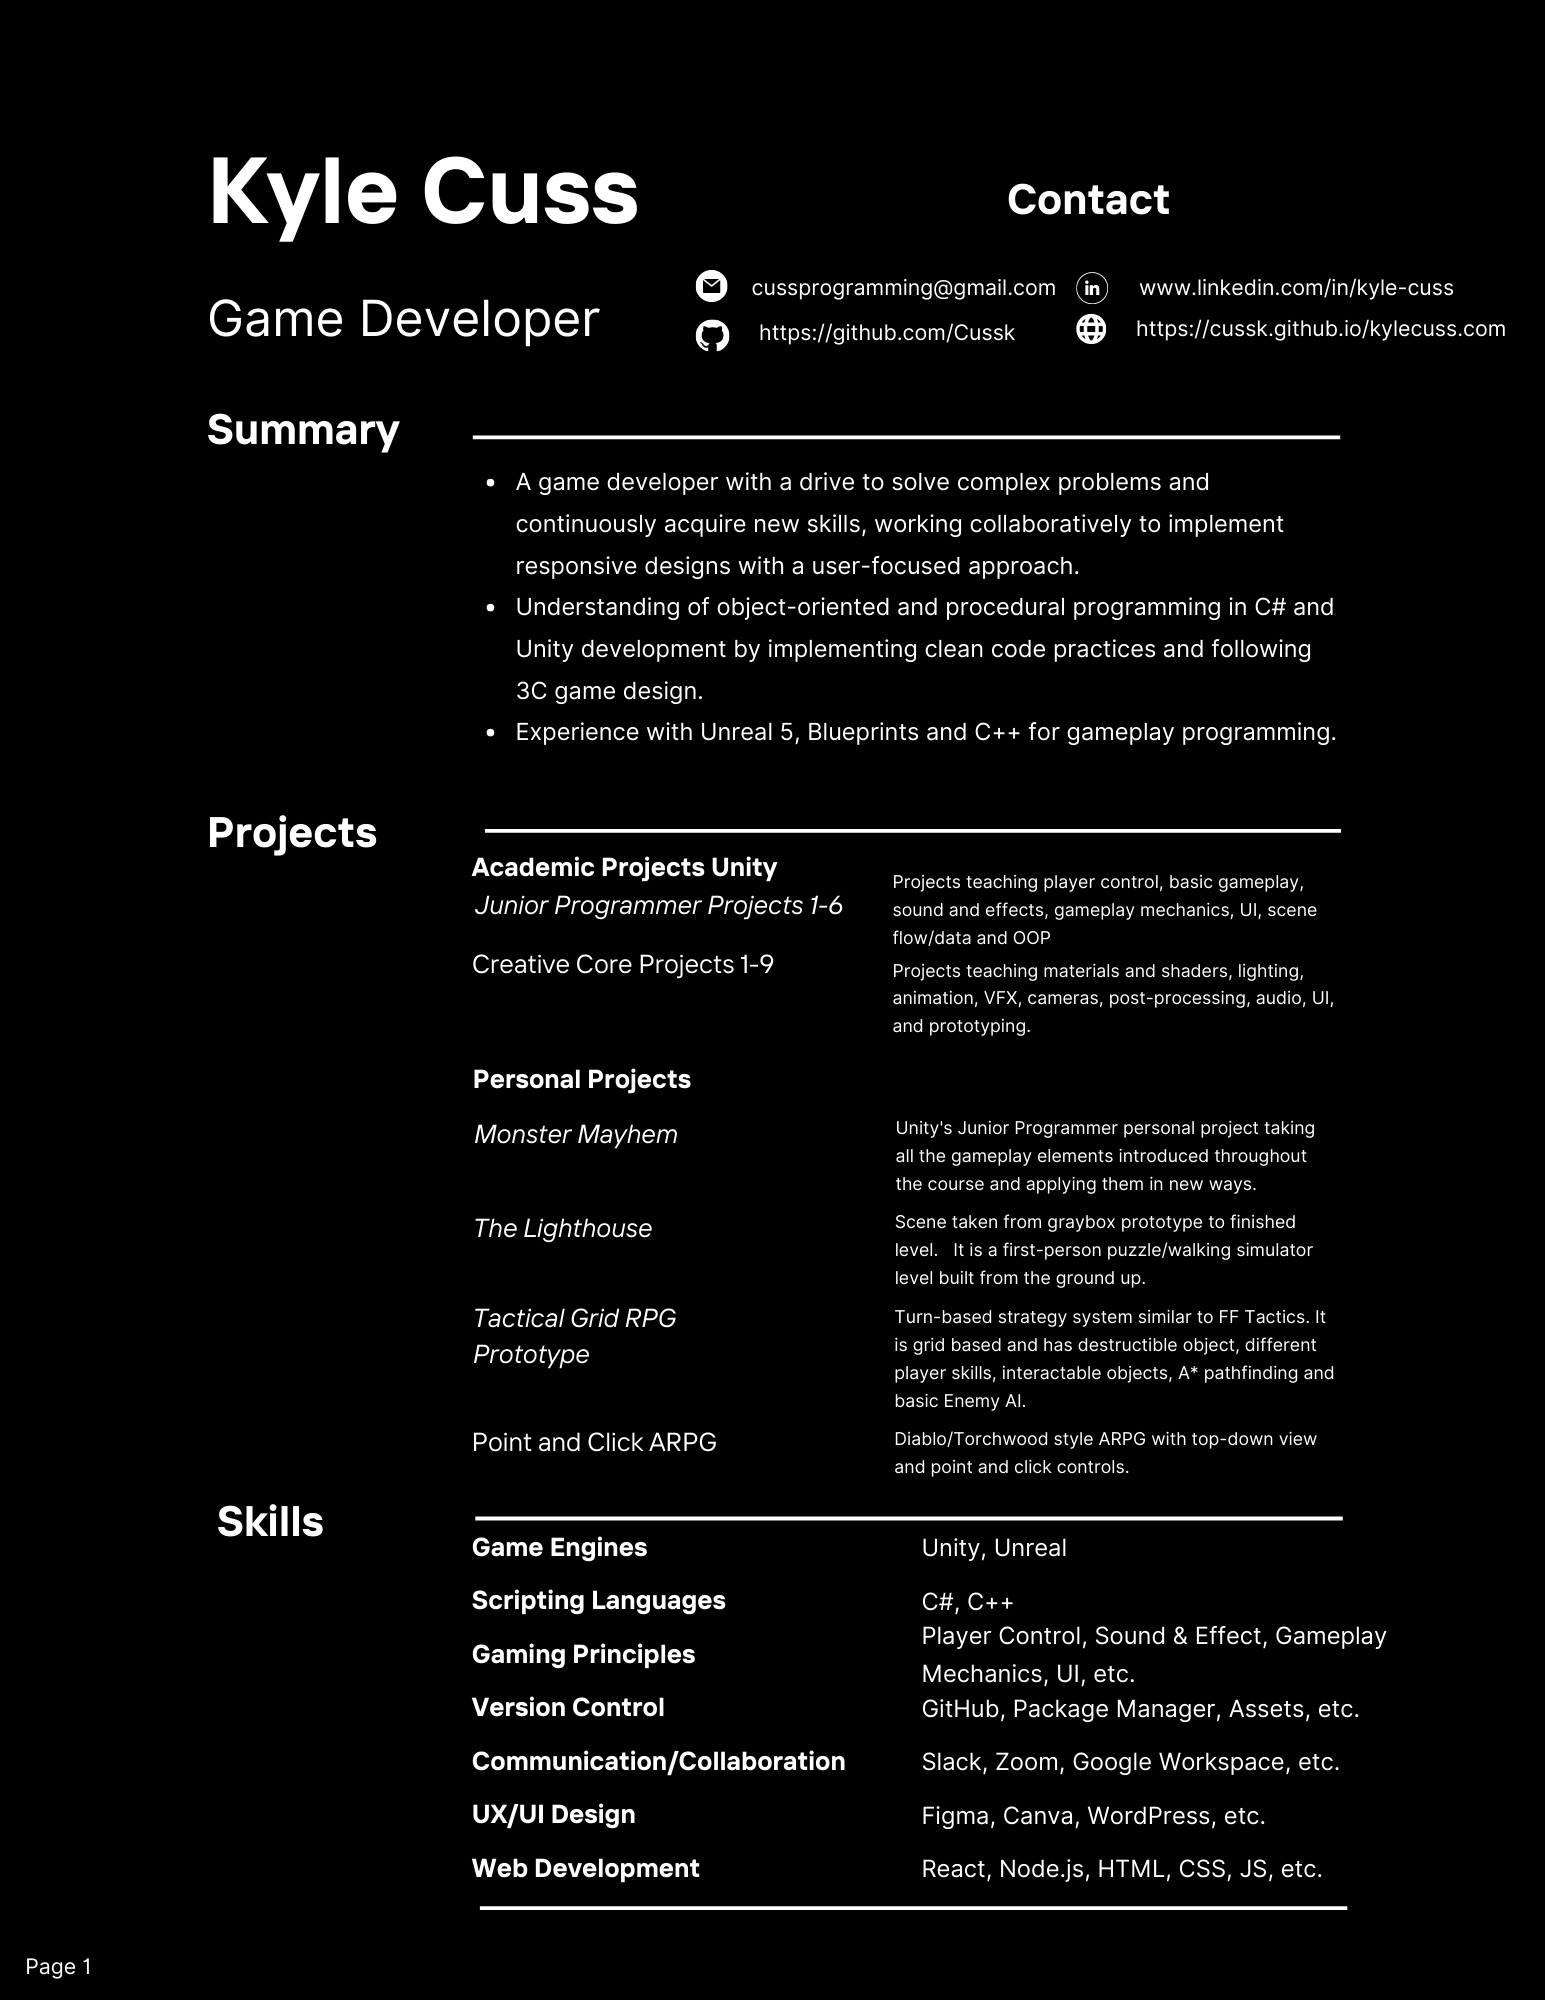 Kyle Cuss
Game Developer
Contact
cussprogramming@gmail.com
www.linkedin.com/in/kyle-cuss
https://github.com/Cussk
https://cussk.github.io/kylecuss.com
Summary
• A game developer with a drive to solve complex problems and
continuously acquire new skills, working collaboratively to implement
responsive designs with a user-focused approach.
• Understanding of object-oriented and procedural programming in C# and
Unity development by implementing clean code practices and following
3C game design.
• Experience with Unreal 5, Blueprints and C++ for gameplay programming.
Projects
Academic Projects Unity
Junior Programmer Projects 1-6
Projects teaching player control, basic gameplay,
sound and effects, gameplay mechanics, UI, scene
flow/data and OOP
Creative Core Projects 1-9
Projects teaching materials and shaders, lighting,
animation, VFX, cameras, post-processing, audio, UI,
and prototyping.
Personal Projects
Monster Mayhem
Unity's Junior Programmer personal project taking
all the gameplay elements introduced throughout
the course and applying them in new ways.
The Lighthouse
Scene taken from graybox prototype to finished
level. It is a first-person puzzle/walking simulator
level built from the ground up.
Tactical Grid RPG
Prototype
Turn-based strategy system similar to FF Tactics. It
is grid based and has destructible object, different
player skills, interactable objects, A* pathfinding and
basic Enemy AI.
Point and Click ARPG
Diablo/Torchwood style ARPG with top-down view
and point and click controls.
Skills
Game Engines
Unity, Unreal
Scripting Languages
C#, C++
Gaming Principles
Player Control, Sound & Effect, Gameplay
Mechanics, UI, etc.
Version Control
GitHub, Package Manager, Assets, etc.
Communication/Collaboration
Slack, Zoom, Google Workspace, etc.
UX/UI Design
Figma, Canva, WordPress, etc.
Web Development
React, Node.js, HTML, CSS, JS, etc.
Page 1